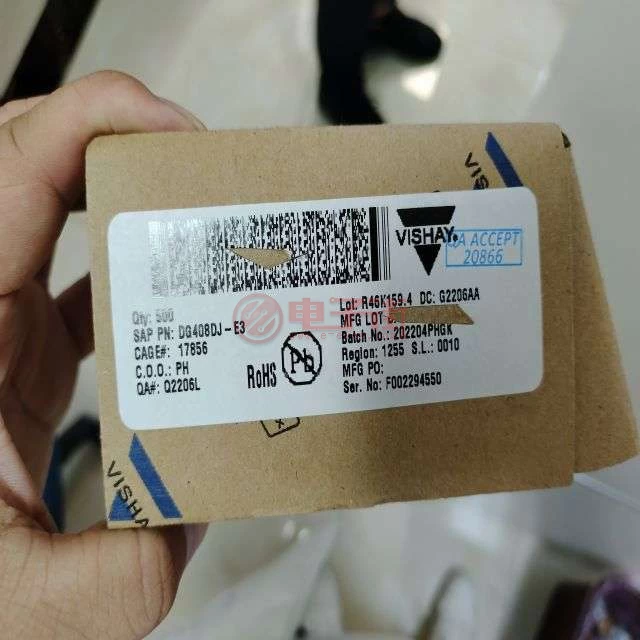 VISHAY
VISHAY.
QA ACCEPT
20866
Qty: 500
SAP PN: DG408DJ-E3
CAGE#: 17856
C.O.O.: PH
QA#: Q2206L
RoHS
Pb
Lot R46K159.4 DC: G2206AA
MFG LOT:
Batch No.: 202204PHGK
Region: 1255 S.L.: 0010
MFG PO:
Ser. No: F002294550
VISHAY